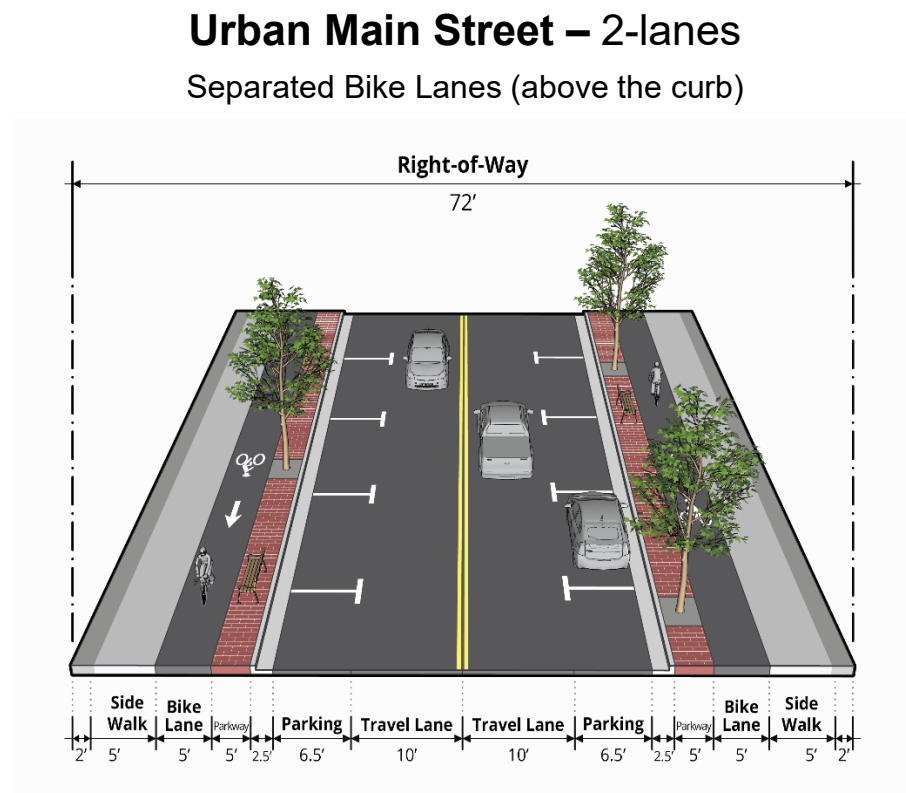 Urban Main Street – 2-lanes
Separated Bike Lanes (above the curb)
Right-of-Way
72’
Side Walk
Bike Lane
Parkway
Parking
Travel Lane
Travel Lane
Parking
Parkway
Bike Lane
Side Walk
2’ 5’ 5’ 5’ 2.5’ 6.5’ 10’ 10’ 6.5’ 2.5’ 5’ 5’ 5’ 2’